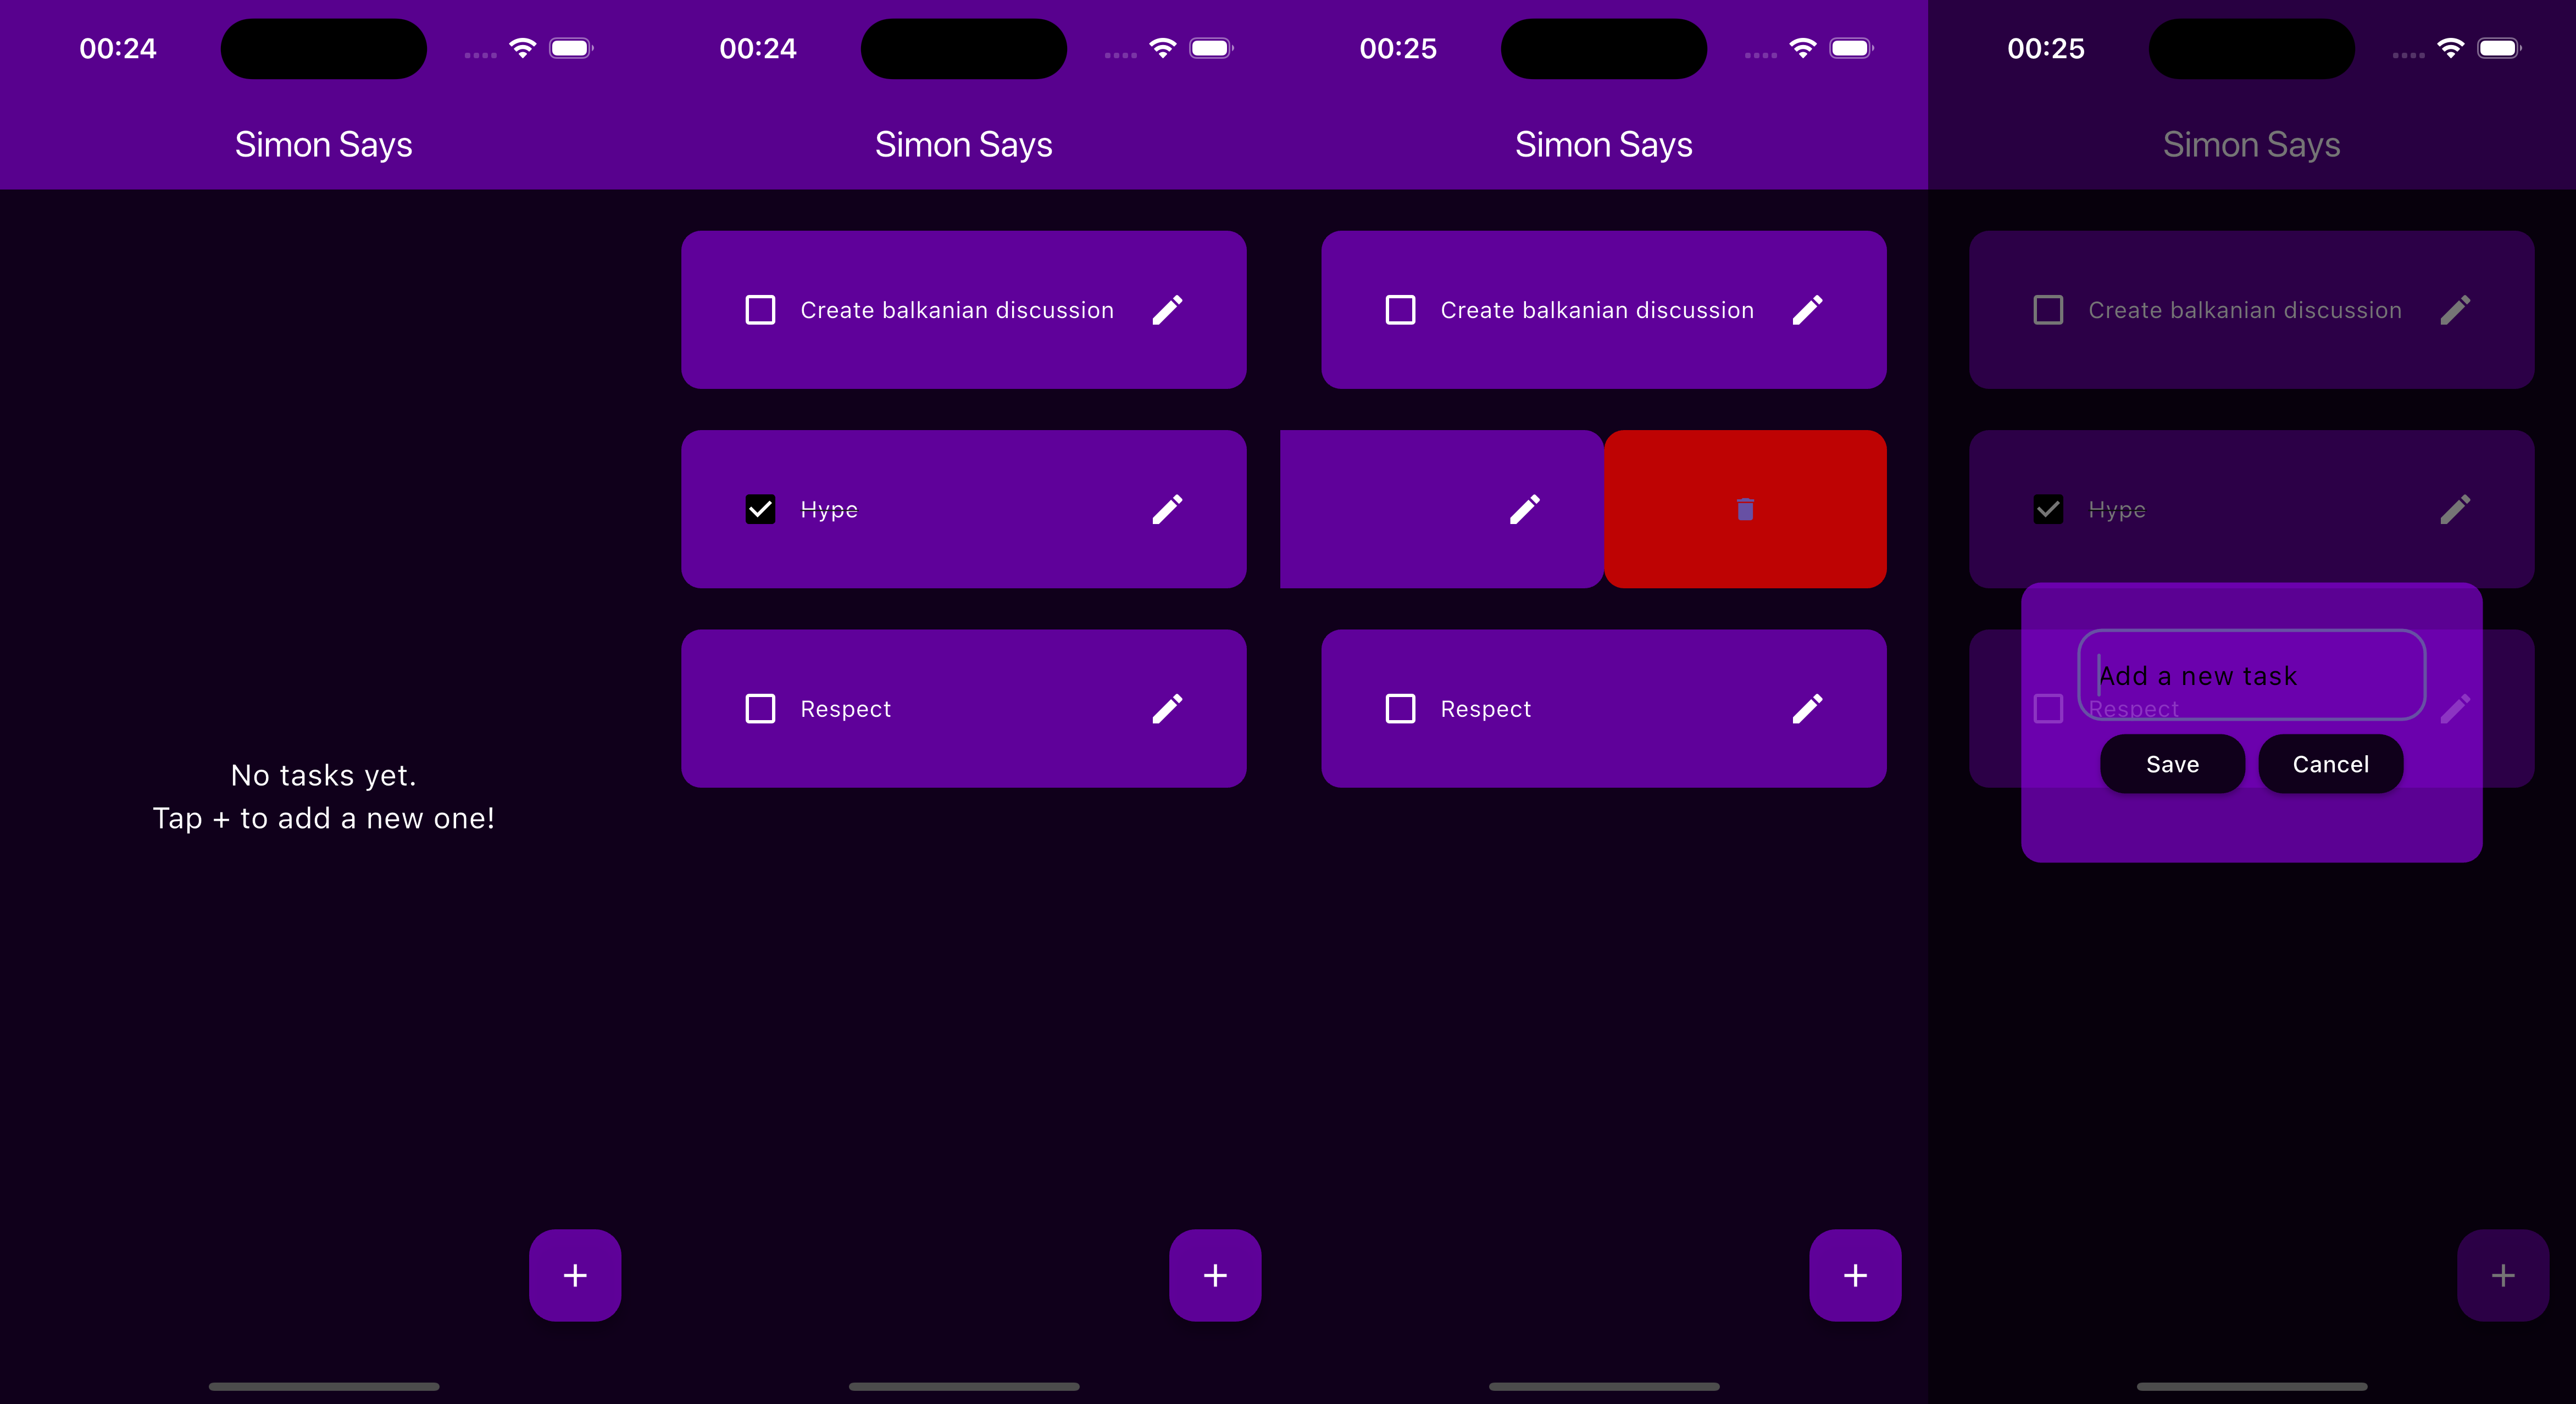 00:24
Simon Says
No tasks yet.
Tap + to add a new one!
+
00:24
Simon Says
Create balkanian discussion
Hype
Respect
+
00:25
Simon Says
Create balkanian discussion
Respect
+
00:25
Simon Says
Create balkanian discussion
Hype
Add a new task
Respect
Save Cancel
+